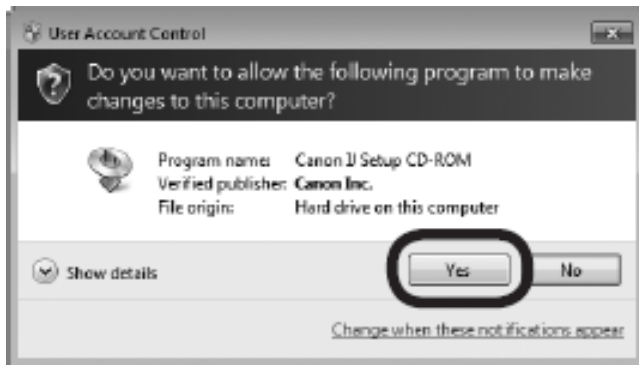 User Account Control
Do you want to allow the following program to make
changes to this computer?
Program name: Canon IJ Setup CD-ROM
Verified publisher: Canon Inc.
File origin: Hard drive on this computer
Show details
Yes No
Change when these notifications appear